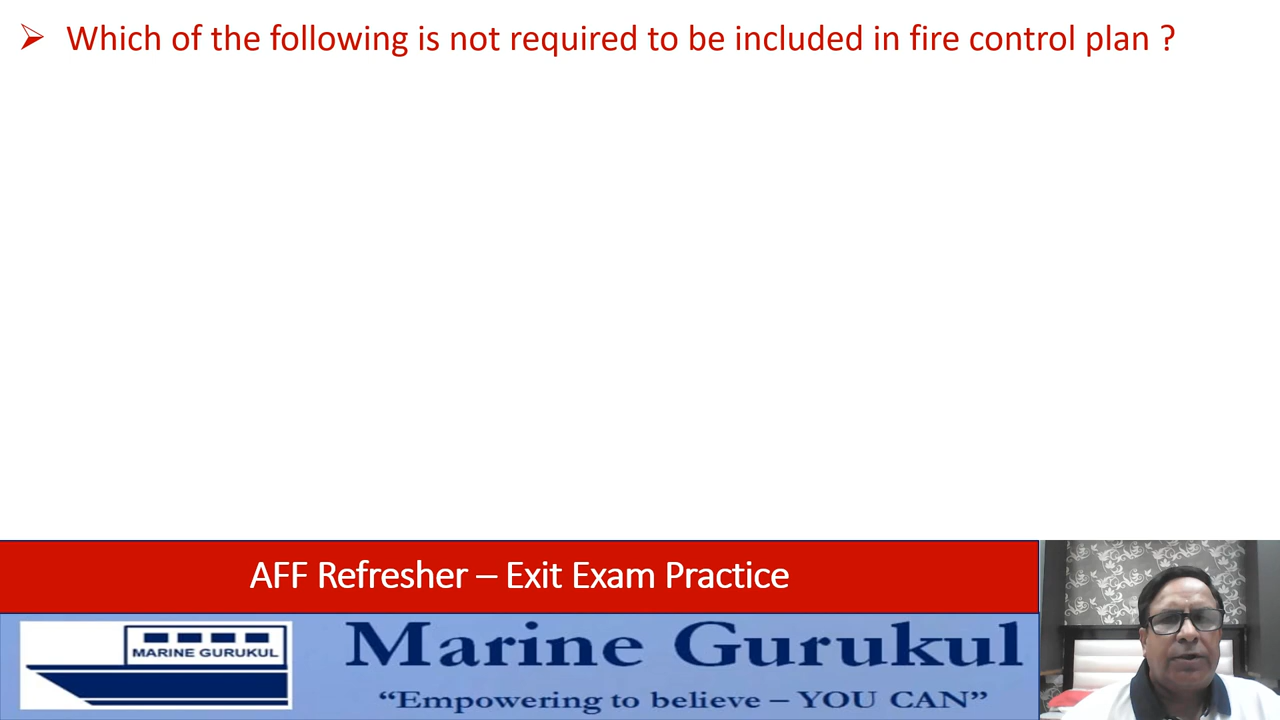 Which of the following is not required to be included in fire control plan ?
AFF Refresher – Exit Exam Practice
MARINE GURUKUL
Marine Gurukul
“Empowering to believe – YOU CAN”